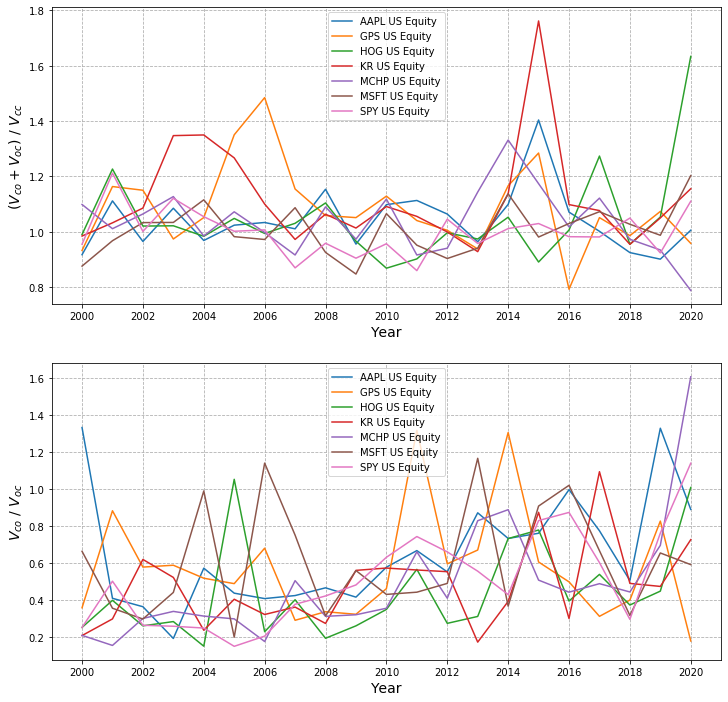 1.8
1.6
1.4
1.2
1.0
0.8
(V_co + V_oc) / V_cc
AAPL US Equity
GPS US Equity
HOG US Equity
KR US Equity
MCHP US Equity
MSFT US Equity
SPY US Equity
2000 2002 2004 2006 2008 2010 2012 2014 2016 2018 2020
Year
1.6
1.4
1.2
1.0
0.8
0.6
0.4
0.2
V_co / V_oc
AAPL US Equity
GPS US Equity
HOG US Equity
KR US Equity
MCHP US Equity
MSFT US Equity
SPY US Equity
2000 2002 2004 2006 2008 2010 2012 2014 2016 2018 2020
Year